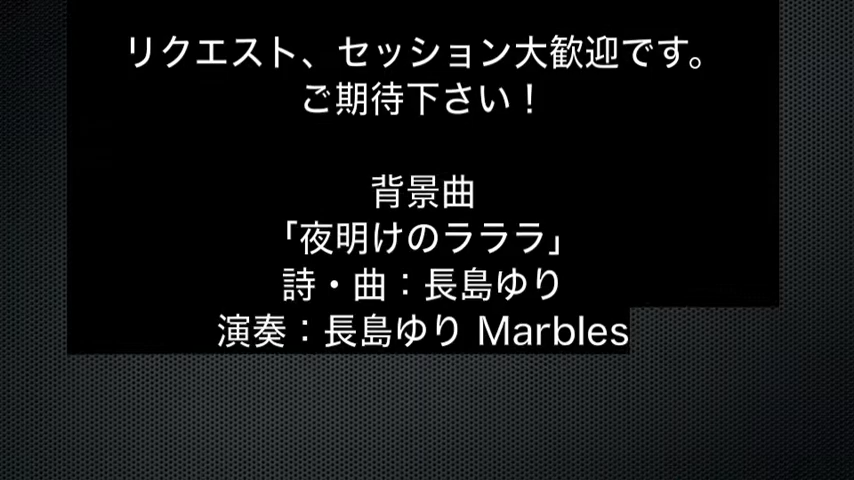 リクエスト、セッション大歓迎です。
ご期待下さい！
背景曲
「夜明けのラララ」
詩・曲：長島ゆり
演奏：長島ゆり Marbles